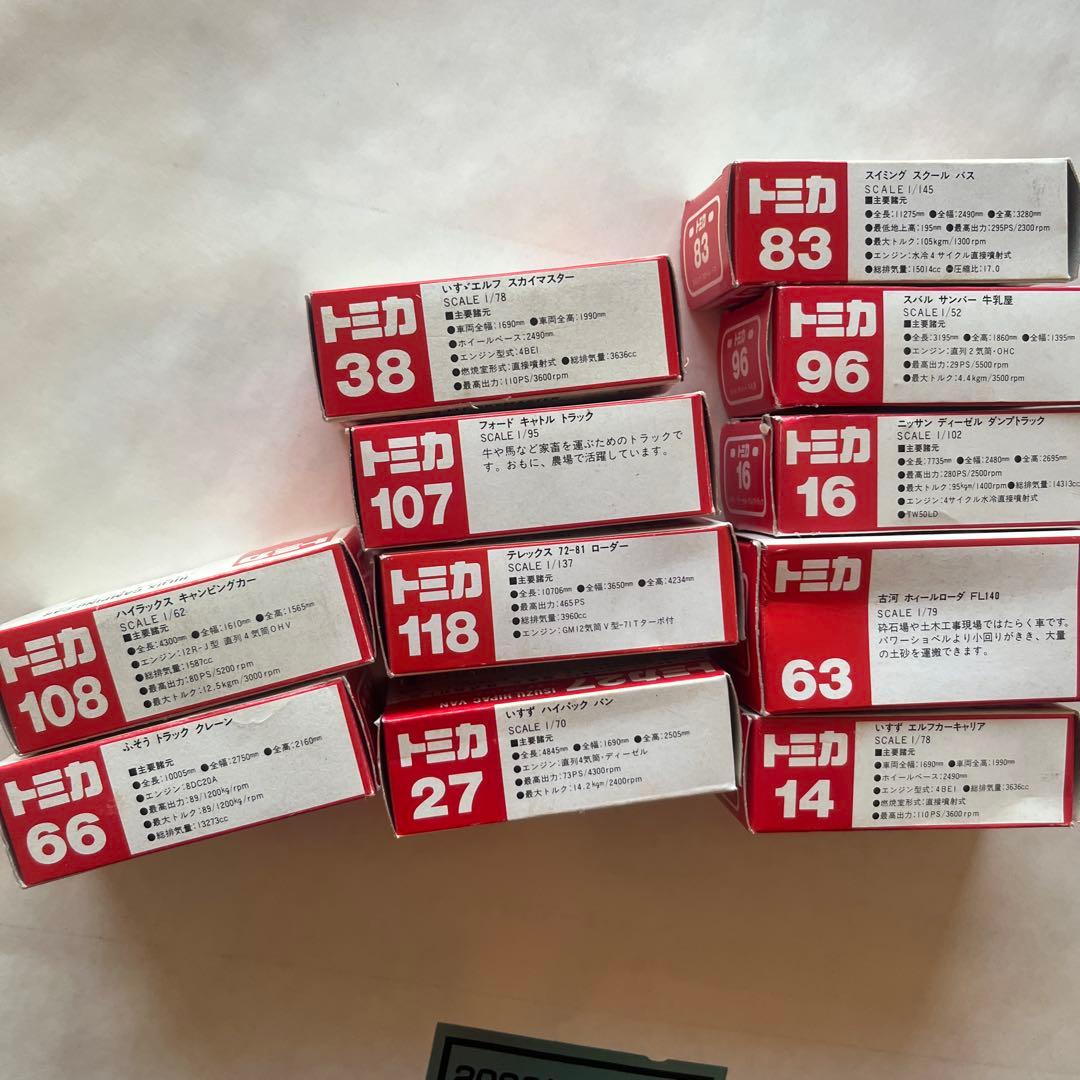 トミカ
108
ハイラックス キャンピングカー
SCALE 1/62
■主要諸元
●全長:4300mm ●全幅:1610mm ●全高:1565mm
●エンジン:12R-J型 直列4気筒OHV
●総排気量:1587cc
●最高出力:80PS/5200rpm
●最大トルク:12.5kgm/3000rpm
トミカ
66
ふそう トラック クレーン
■主要諸元
●全長:10005mm ●全幅:2750mm ●全高:2160mm
●エンジン:8DC20A
●最高出力:89/1200kg/rpm
●最大トルク:89/1200kg/rpm
●総排気量:13273cc
トミカ
38
いすゞエルフ スカイマスター
SCALE 1/78
■主要諸元
●車両全幅:1690mm ●車両全高:1990mm
●ホイールベース:2490mm
●エンジン型式:4BE1
●燃焼室形式:直接噴射式 ●総排気量:3636cc
●最高出力:110PS/3600rpm
トミカ
107
フォード キャトル トラック
SCALE 1/95
牛や馬など家畜を運ぶためのトラックで
す。おもに、農場で活躍しています。
トミカ
118
テレックス 72-81 ローダー
SCALE 1/137
■主要諸元
●全長:10706mm ●全幅:3650mm ●全高:4234mm
●最高出力:465PS
●総排気量:3960cc
●エンジン:GM12気筒V型-71Tターボ付
ISUZU HIPAC VAN
トミカ
27
いすず ハイパック バン
SCALE 1/70
■主要諸元
●全長:4845mm ●全幅:1690mm ●全高:2505mm
●エンジン:直列4気筒・ディーゼル
●最高出力:73PS/4300rpm
●最大トルク:14.2kgm/2400rpm
トミカ
83
トミカ
83
スイミング スクール バス
SCALE 1/145
■主要諸元
●全長:11275mm ●全幅:2490mm ●全高:3280mm
●最低地上高:195mm ●最高出力:295PS/2300rpm
●最大トルク:105kgm/1300rpm
●エンジン:水冷4サイクル直接噴射式
●総排気量:15014cc ●圧縮比:17.0
トミカ
96
トミカ
96
スバル サンバー 牛乳屋
SCALE 1/52
■主要諸元
●全長:3195mm ●全高:1860mm ●全幅:1395mm
●エンジン:直列2気筒・OHC
●最高出力:29PS/5500rpm
●最大トルク:4.4kgm/3500rpm
トミカ
16
トミカ
16
ニッサン ディーゼル ダンプトラック
SCALE 1/102
■主要諸元
●全長:7735mm ●全幅:2480mm ●全高:2695mm
●最高出力:280PS/2500rpm
●最大トルク:95kgm/1400rpm ●総排気量:14313cc
●エンジン:4サイクル水冷直接噴射式
●TW50LD
トミカ
63
古河 ホィールローダ FL140
SCALE 1/79
砕石場や土木工事現場ではたらく車です。
パワーショベルより小回りがきき、大量
の土砂を運搬できます。
トミカ
14
いすず エルフカーキャリア
SCALE 1/78
■主要諸元
●車両全幅:1690mm ●車両全高:1990mm
●ホイールベース:2490mm
●エンジン型式:4BE1 ●総排気量:3636cc
●燃焼室形式:直接噴射式
●最高出力:110PS/3600rpm